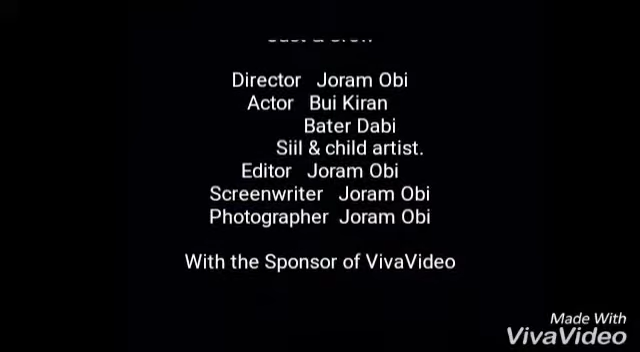 Director Joram Obi
Actor Bui Kiran
Bater Dabi
Siil & child artist.
Editor Joram Obi
Screenwriter Joram Obi
Photographer Joram Obi
With the Sponsor of VivaVideo
Made With
VivaVideo